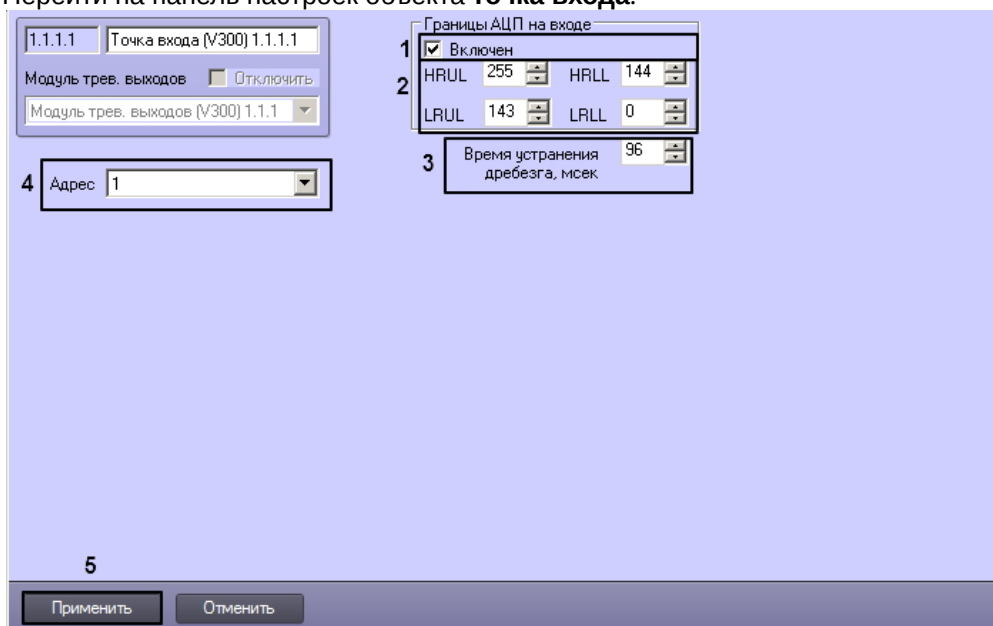 Перейти на панель настроек объекта Точка входа.
1.1.1.1 Точка входа (V300) 1.1.1.1
Модуль трев. выходов Отключить
Модуль трев. выходов (V300) 1.1.1
4 Адрес 1
Границы АЦП на входе
1 Включен
2 HRUL 255 HRLL 144
LRUL 143 LRLL 0
3 Время устранения 96
дребезга, мсек
5
Применить Отменить